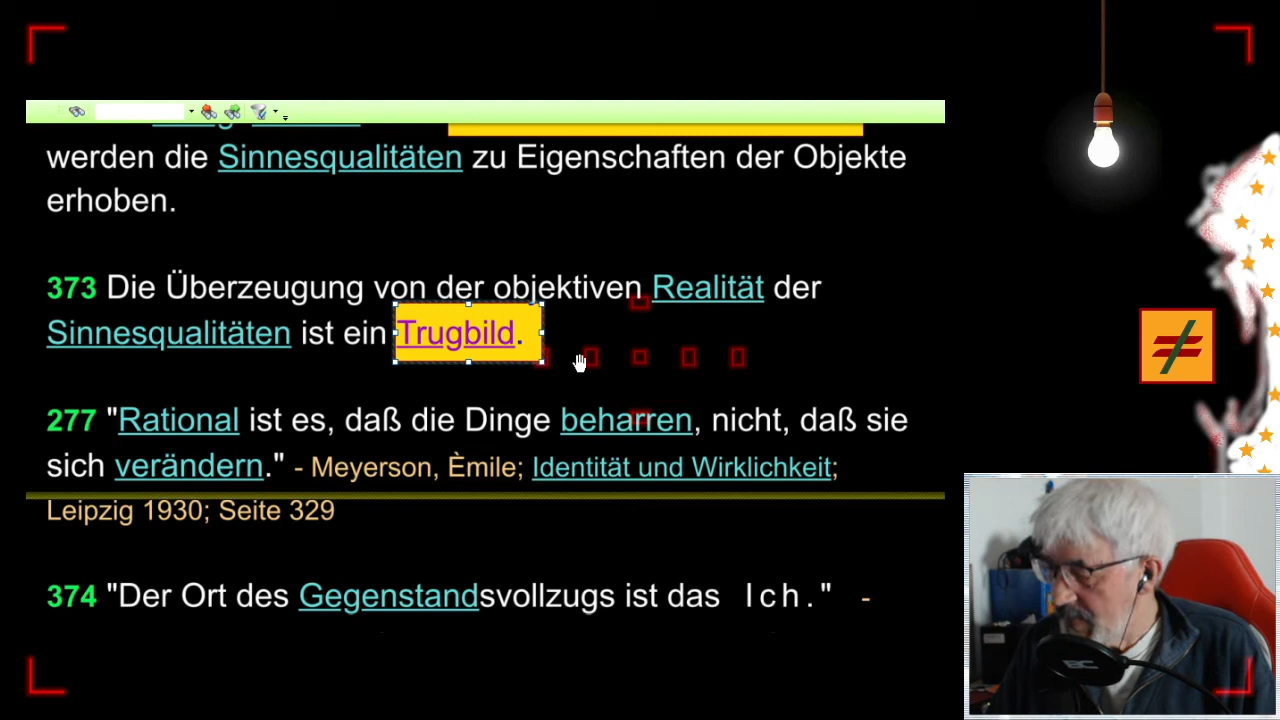 werden die Sinnesqualitäten zu Eigenschaften der Objekte
erhoben.
373 Die Überzeugung von der objektiven Realität der
Sinnesqualitäten ist ein Trugbild.
277 "Rational ist es, daß die Dinge beharren, nicht, daß sie
sich verändern." - Meyerson, Èmile; Identität und Wirklichkeit;
Leipzig 1930; Seite 329
374 "Der Ort des Gegenstandsvollzugs ist das Ich." -